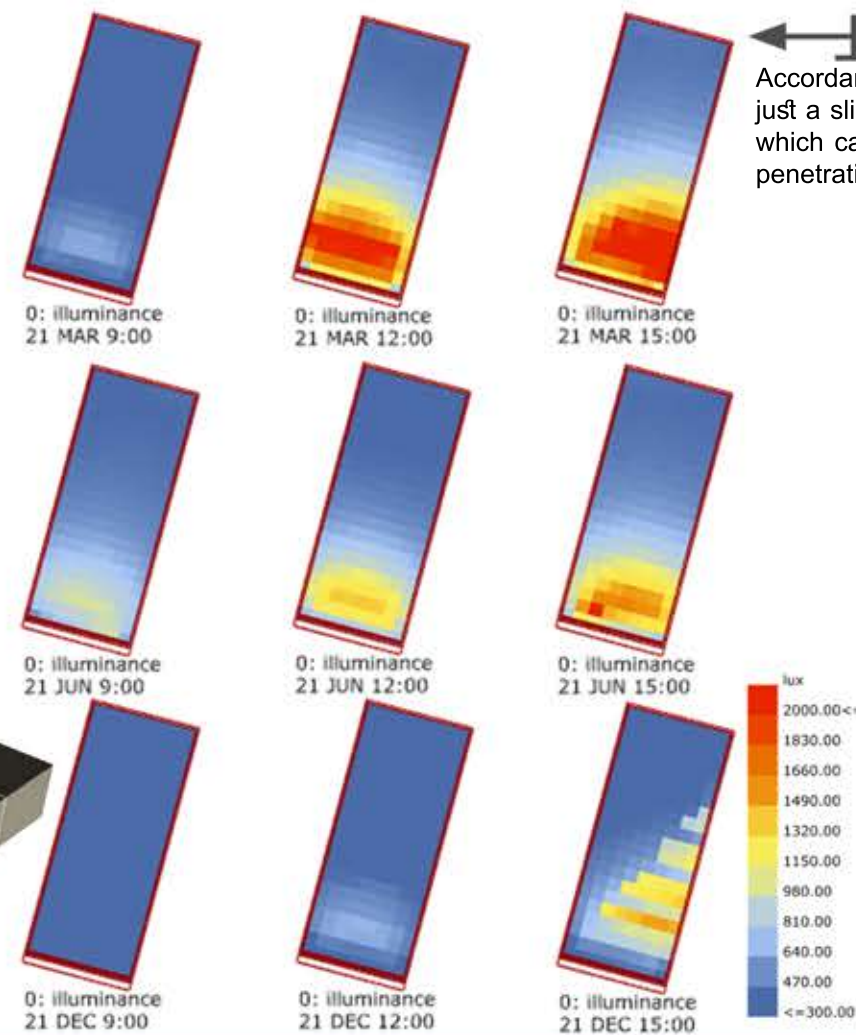 Accordan
just a sli
which ca
penetrati
0: illuminance
21 MAR 9:00
0: illuminance
21 MAR 12:00
0: illuminance
21 MAR 15:00
0: illuminance
21 JUN 9:00
0: illuminance
21 JUN 12:00
0: illuminance
21 JUN 15:00
lux
2000.00<=
1830.00
1660.00
1490.00
1320.00
1150.00
980.00
810.00
640.00
470.00
<=300.00
0: illuminance
21 DEC 9:00
0: illuminance
21 DEC 12:00
0: illuminance
21 DEC 15:00